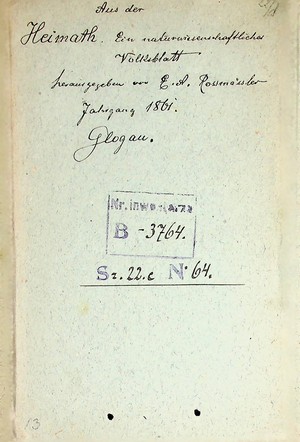 Aus der
Heimath. Ein naturwissenschaftliches
Volksblatt
herausgegeben von E. A. Rossmässler
Jahrgang 1861.
Glogau.
Nr. inwentarza
B - 3764.
Sz. 22. c N 64.
13